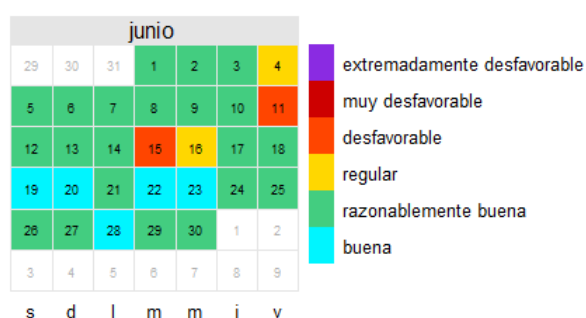 junio
29 30 31 1 2 3 4
5 6 7 8 9 10 11
12 13 14 15 16 17 18
19 20 21 22 23 24 25
26 27 28 29 30 1 2
3 4 5 6 7 8 9
s d l m m j v
extremadamente desfavorable
muy desfavorable
desfavorable
regular
razonablemente buena
buena